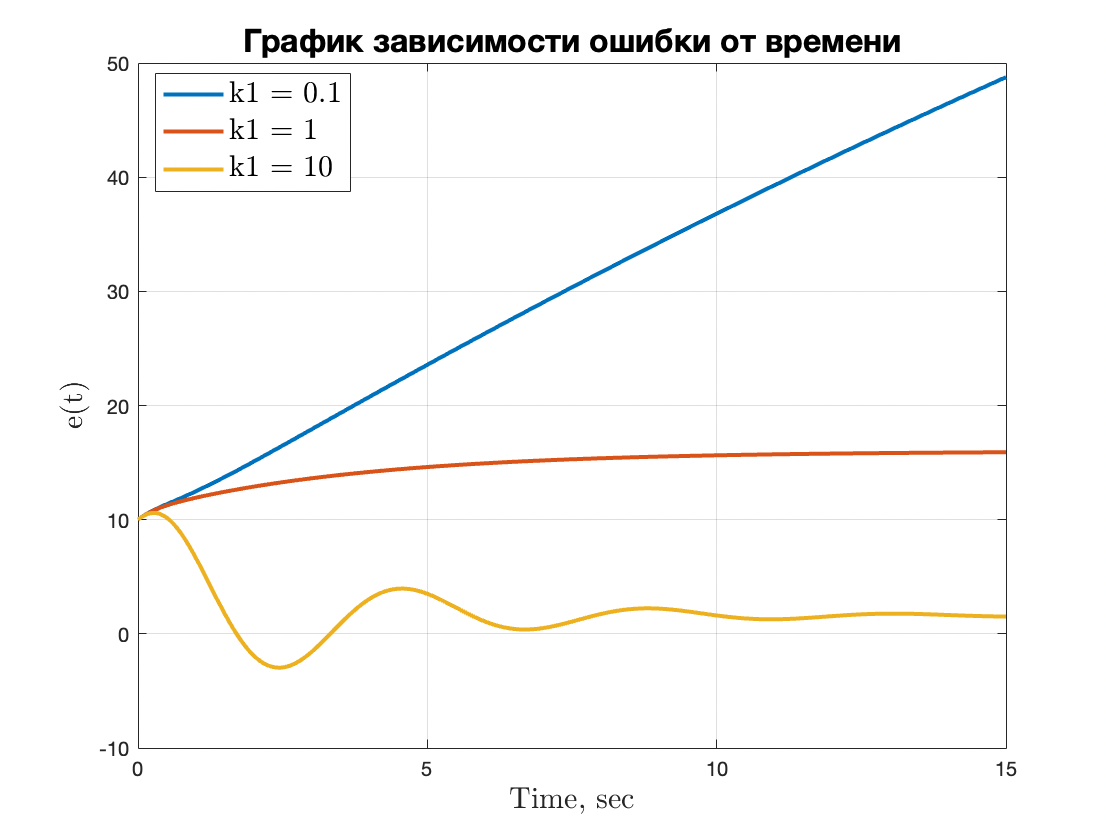 График зависимости ошибки от времени
k1 = 0.1
k1 = 1
k1 = 10
e(t)
50
40
30
20
10
0
-10
0 5 10 15
Time, sec